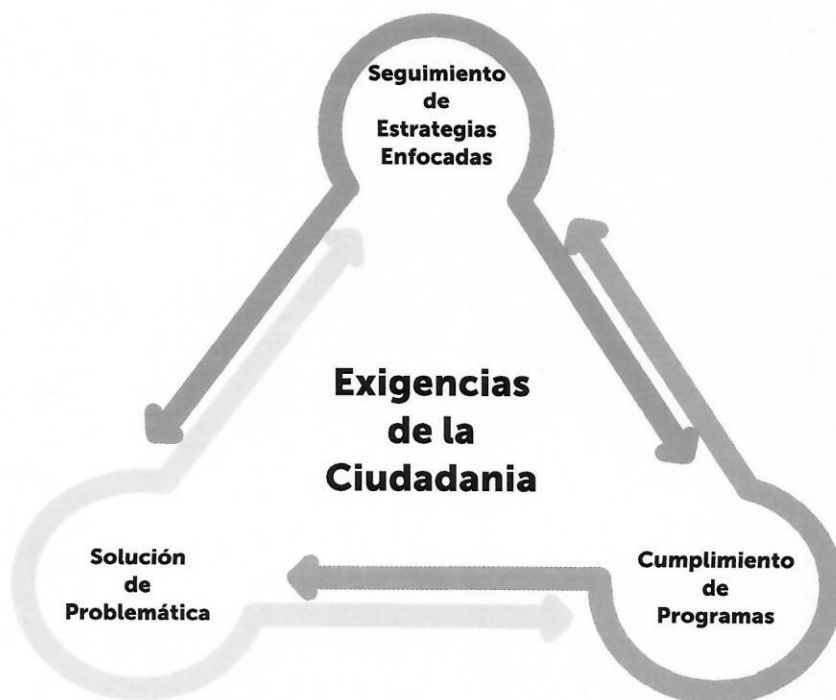 Seguimiento
de
Estrategias
Enfocadas
Exigencias
de la
Ciudadania
Solución
de
Problemática
Cumplimiento
de
Programas